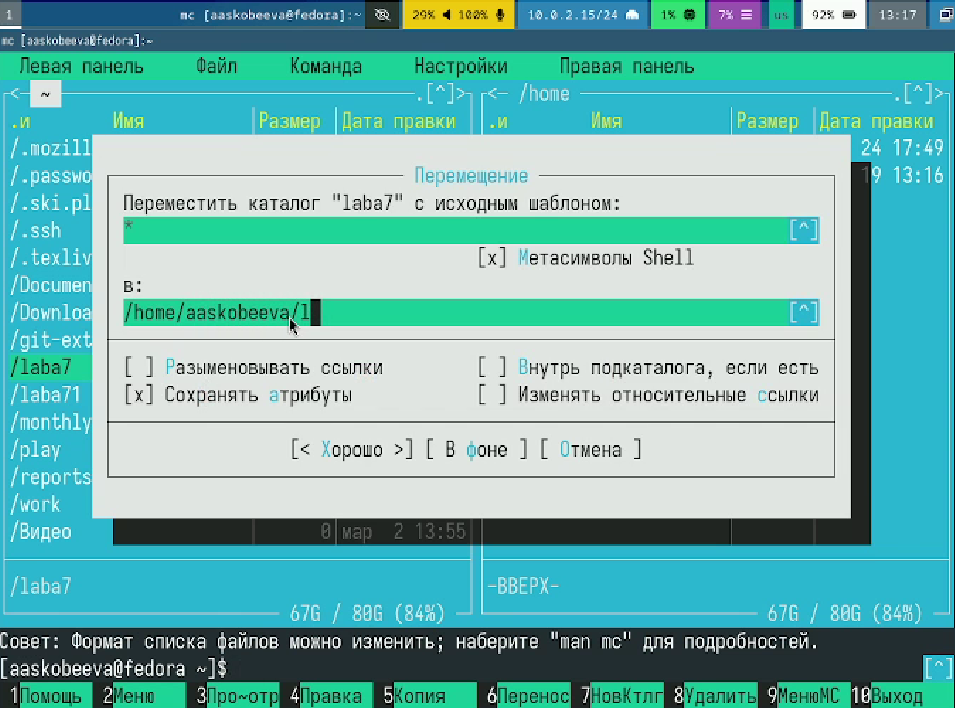 1 mc [aaskobeeva@fedora]:~ 29% 100% 10.0.2.15/24 1% 7% us 92% 13:17
mc [aaskobeeva@fedora]:~
Левая панель Файл Команда Настройки Правая панель
<- ~ .[^]> <- /home .[^]>
.и Имя Размер Дата правки .и Имя Размер Дата правки
/.mozill 24 17:49
/.passwo Перемещение 19 13:16
/.ski.pl Переместить каталог "laba7" с исходным шаблоном:
/.ssh * [^]
/.texliv [x] Метасимволы Shell
/Documen в:
/Downloa /home/aaskobeeva/l [^]
/git-ext
/laba7 [ ] Разыменовывать ссылки [ ] Внутрь подкаталога, если есть
/laba71 [x] Сохранять атрибуты [ ] Изменять относительные ссылки
/monthly
/play [< Хорошо >] [ В фоне ] [ Отмена ]
/reports
/work
/Видео 0 мар 2 13:55
/laba7 -ВВЕРХ-
67G / 80G (84%) 67G / 80G (84%)
Совет: Формат списка файлов можно изменить; наберите "man mc" для подробностей.
[aaskobeeva@fedora ~]$ [^]
1Помощь 2Меню 3Про~отр 4Правка 5Копия 6Перенос 7НовКтлг 8Удалить 9МенюMC 10Выход